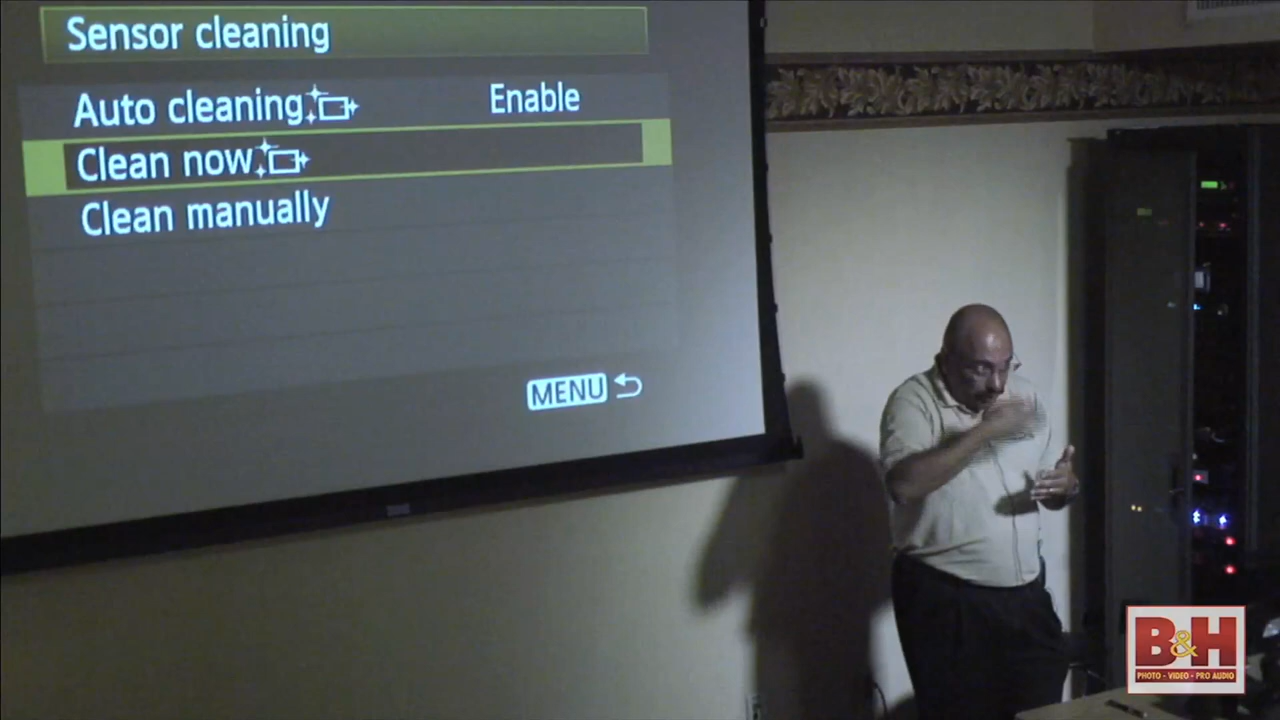 Sensor cleaning
Auto cleaning Enable
Clean now
Clean manually
MENU
B&H
PHOTO - VIDEO - PRO AUDIO